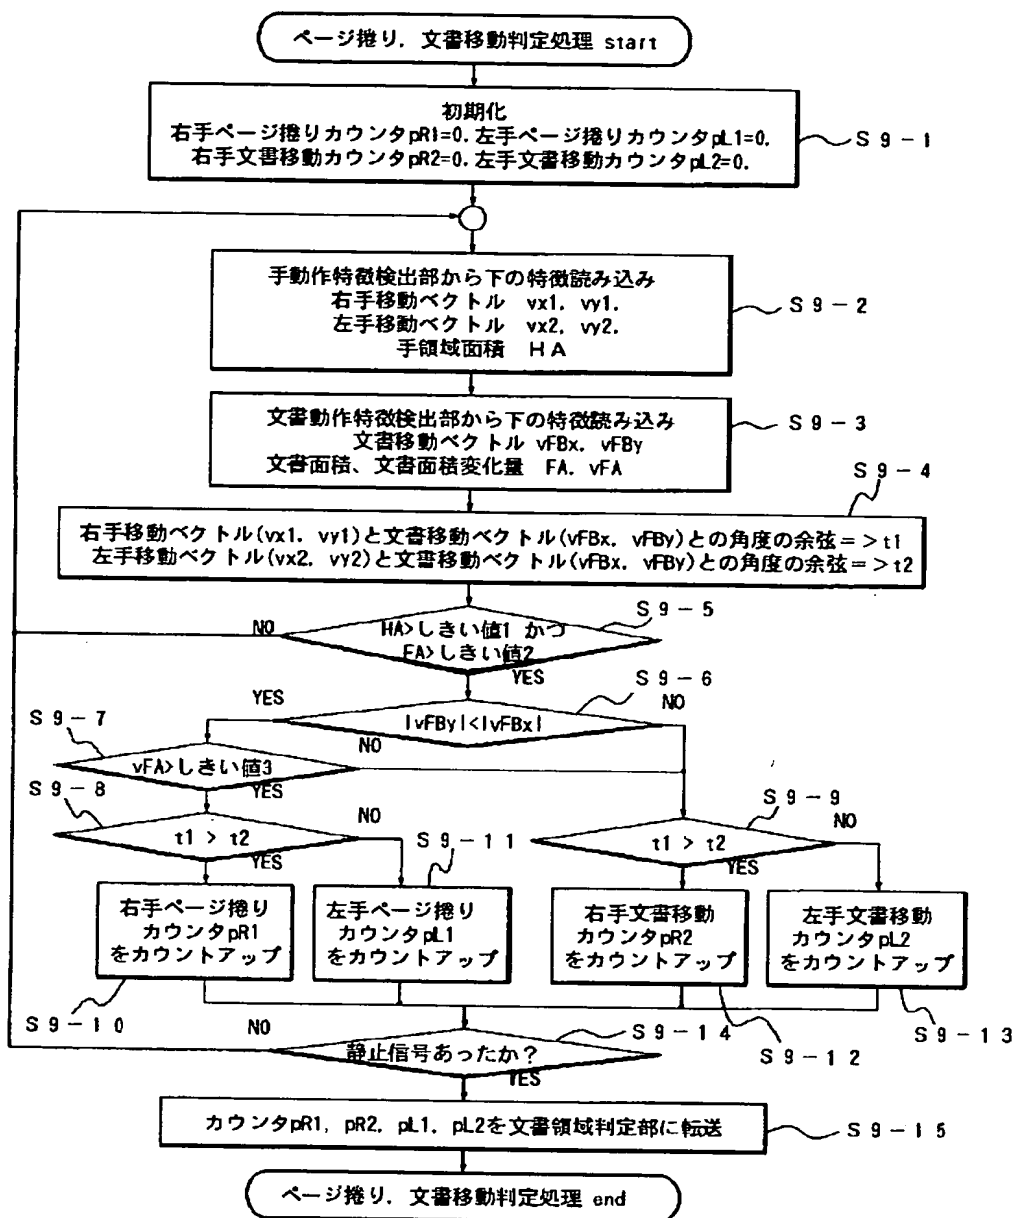 ページ捲り, 文書移動判定処理 start
初期化
右手ページ捲りカウンタpR1=0. 左手ページ捲りカウンタpL1=0.
右手文書移動カウンタpR2=0. 左手文書移動カウンタpL2=0.
S9-1
手動作特徴検出部から下の特徴読み込み
右手移動ベクトル vx1. vy1.
左手移動ベクトル vx2. vy2.
手領域面積 HA
S9-2
文書動作特徴検出部から下の特徴読み込み
文書移動ベクトル vFBx. vFBy
文書面積、文書面積変化量 FA. vFA
S9-3
S9-4
右手移動ベクトル(vx1. vy1)と文書移動ベクトル(vFBx. vFBy)との角度の余弦=>t1
左手移動ベクトル(vx2. vy2)と文書移動ベクトル(vFBx. vFBy)との角度の余弦=>t2
S9-5
NO
HA>しきい値1 かつ
FA>しきい値2
YES
S9-6
YES
NO
|vFBy|<|vFBx|
S9-7
NO
vFA>しきい値3
YES
S9-8
NO
t1 > t2
YES
S9-11
S9-9
NO
t1 > t2
YES
右手ページ捲り
カウンタpR1
をカウントアップ
左手ページ捲り
カウンタpL1
をカウントアップ
右手文書移動
カウンタpR2
をカウントアップ
左手文書移動
カウンタpL2
をカウントアップ
S9-10
NO
S9-14
S9-12
S9-13
静止信号あったか?
YES
カウンタpR1, pR2, pL1, pL2を文書領域判定部に転送
S9-15
ページ捲り, 文書移動判定処理 end